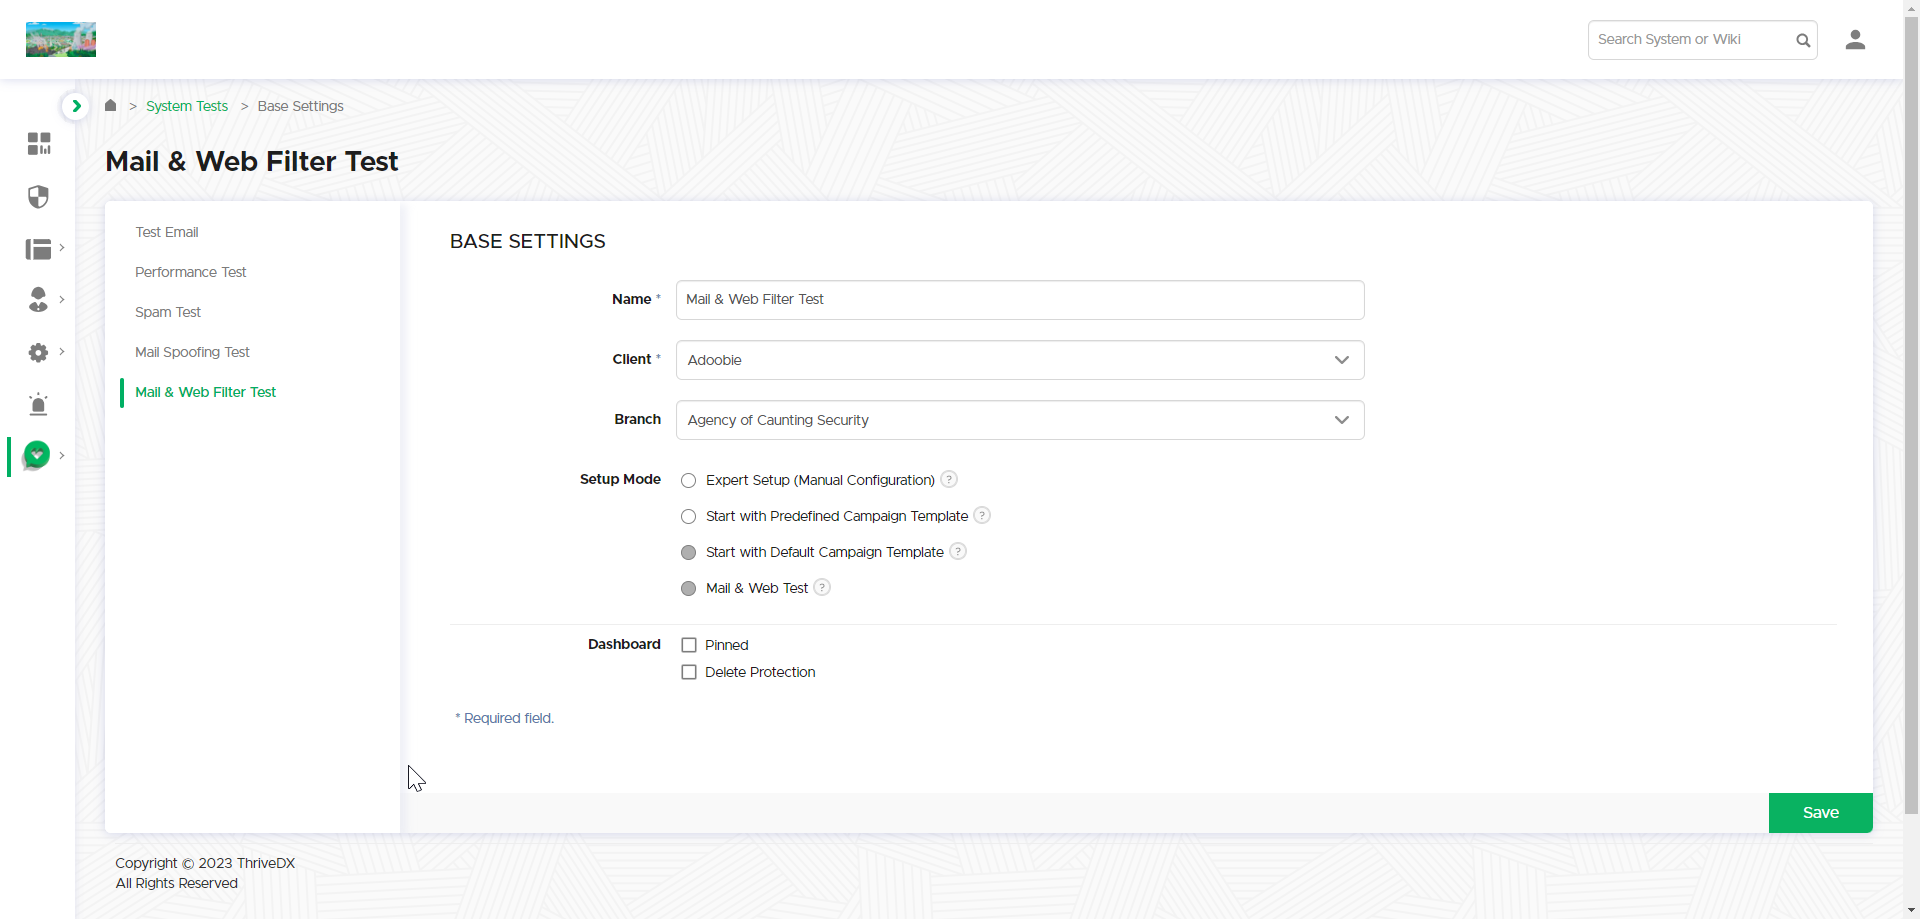 Search System or Wiki
> System Tests > Base Settings
Mail & Web Filter Test
Test Email
Performance Test
Spam Test
Mail Spoofing Test
Mail & Web Filter Test
BASE SETTINGS
Name * Mail & Web Filter Test
Client * Adoobie
Branch Agency of Caunting Security
Setup Mode Expert Setup (Manual Configuration) ?
Start with Predefined Campaign Template ?
Start with Default Campaign Template ?
Mail & Web Test ?
Dashboard Pinned
Delete Protection
* Required field.
Save
Copyright © 2023 ThriveDX
All Rights Reserved